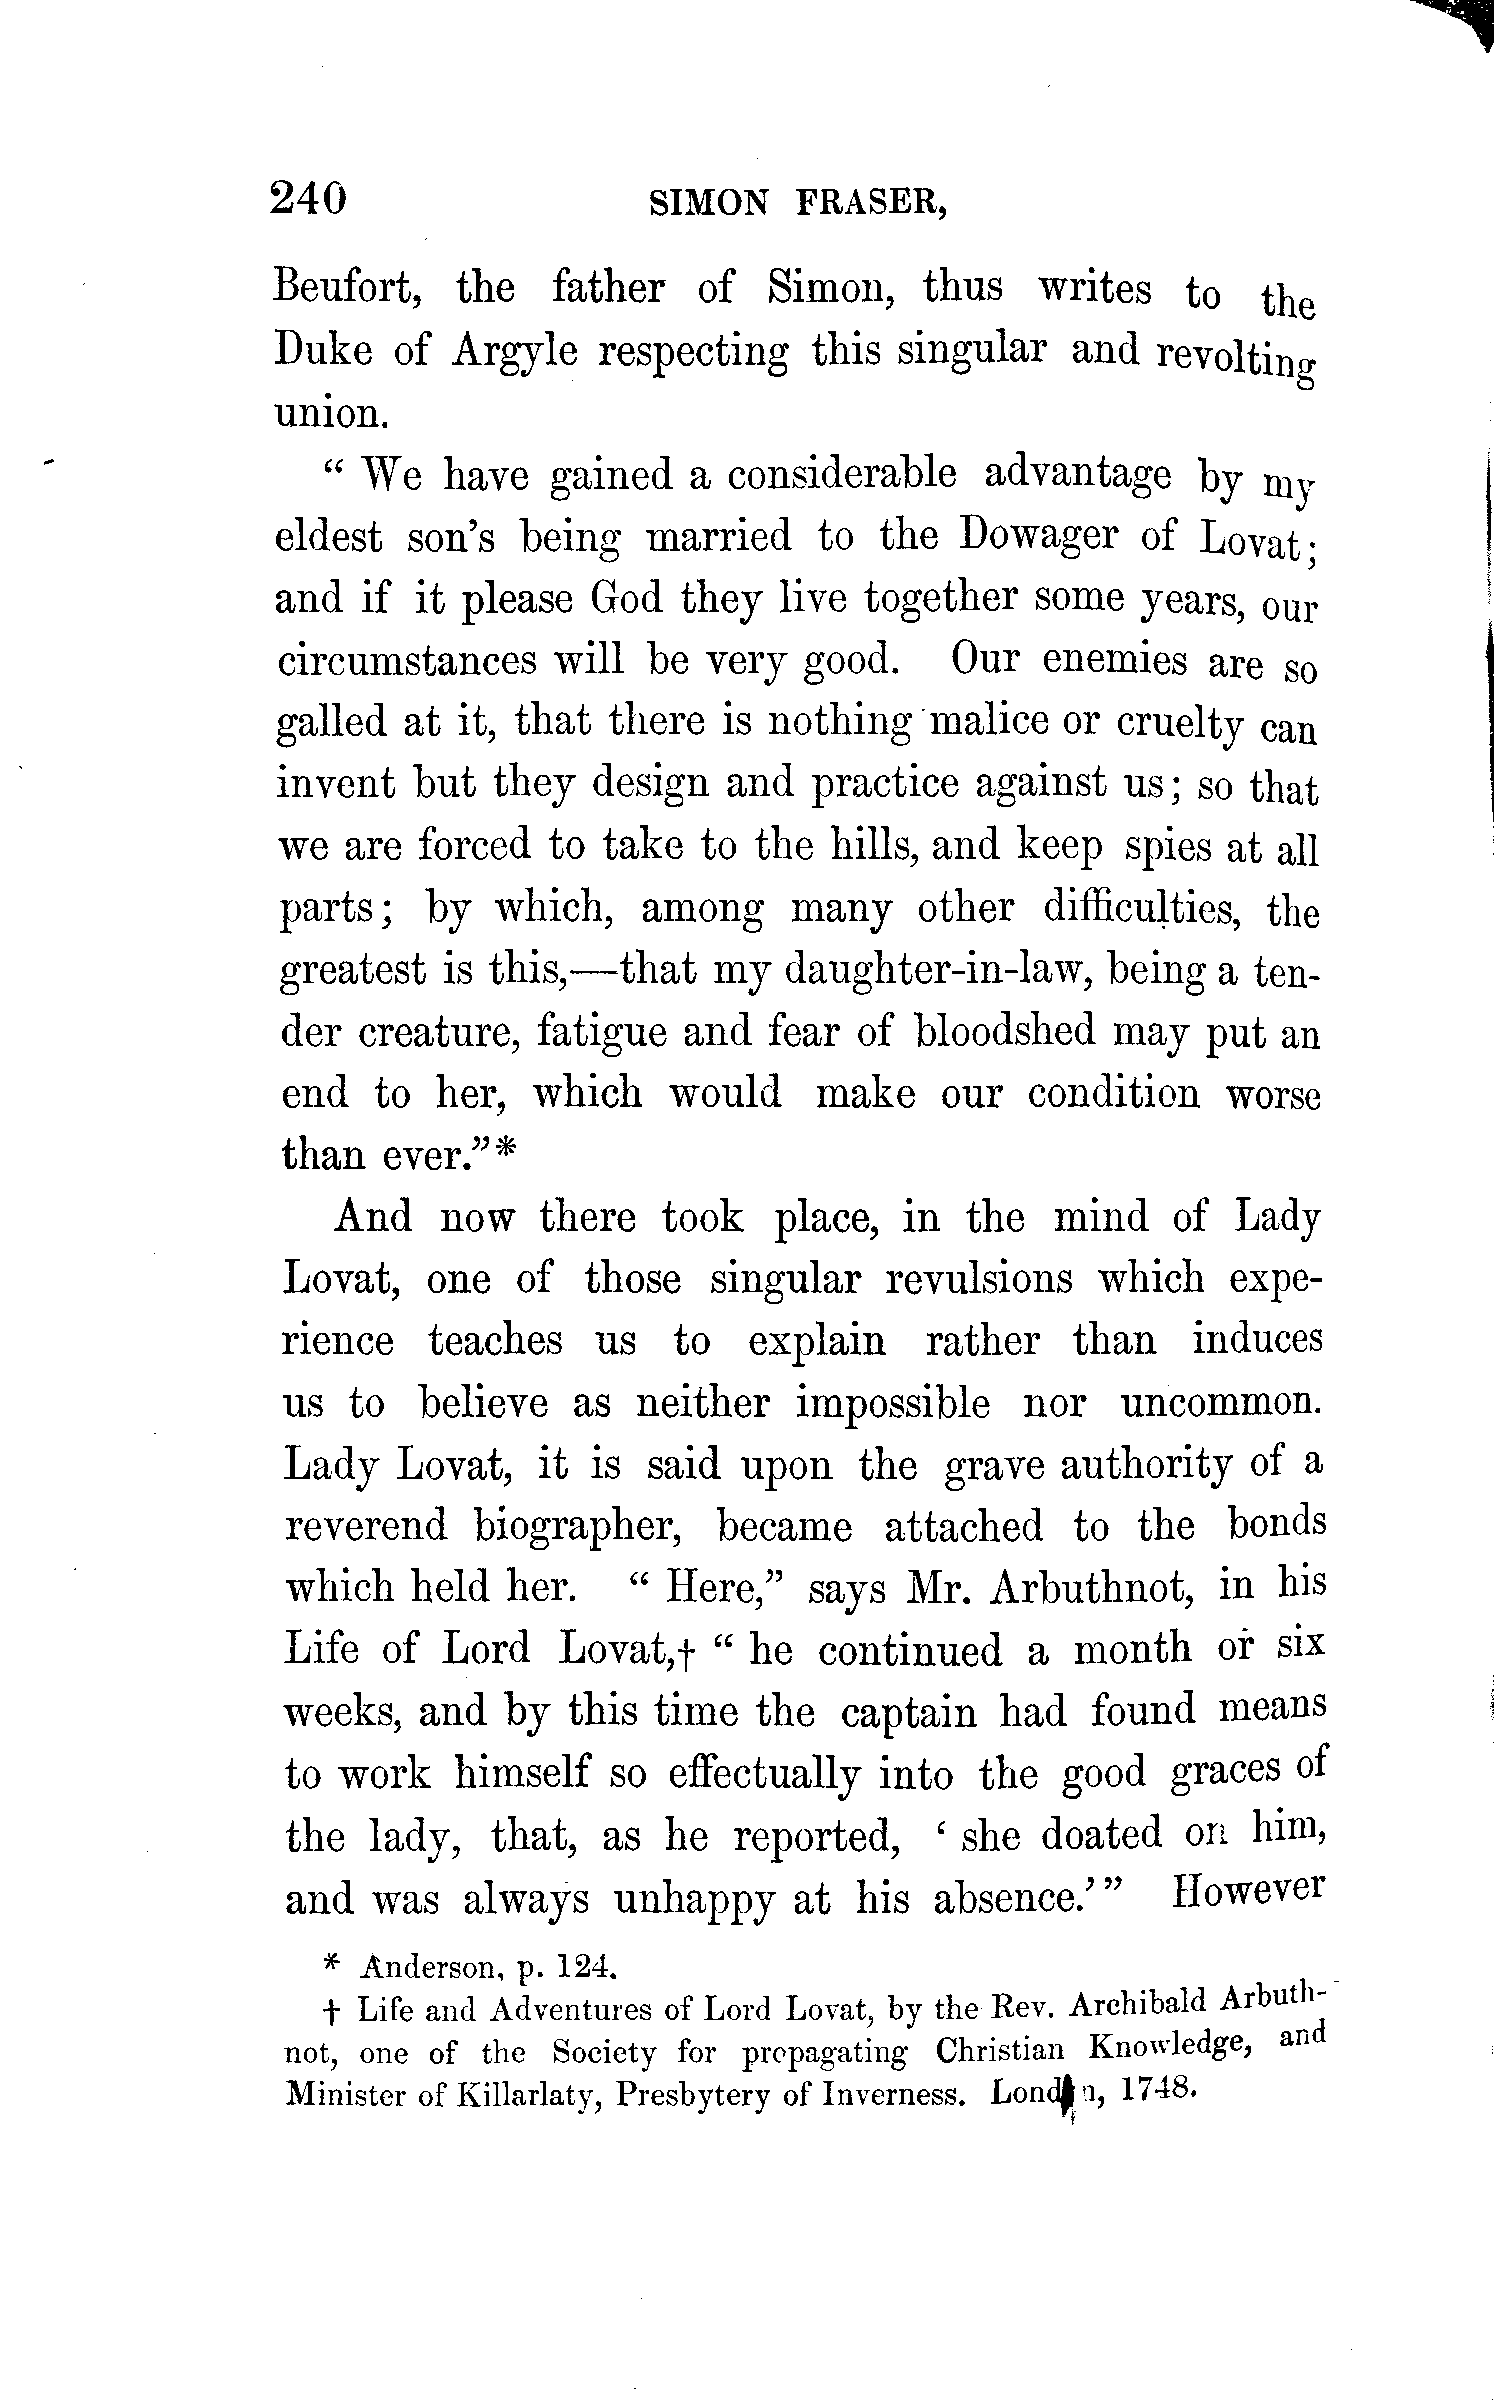 240 SIMON FRASER,
Beufort, the father of Simon, thus writes to the
Duke of Argyle respecting this singular and revolting
union.
“ We have gained a considerable advantage by my
eldest son’s being married to the Dowager of Lovat;
and if it please God they live together some years, our
circumstances will be very good. Our enemies are so
galled at it, that there is nothing malice or cruelty can
invent but they design and practice against us; so that
we are forced to take to the hills, and keep spies at all
parts; by which, among many other difficulties, the
greatest is this,—that my daughter-in-law, being a ten-
der creature, fatigue and fear of bloodshed may put an
end to her, which would make our condition worse
than ever.”*
And now there took place, in the mind of Lady
Lovat, one of those singular revulsions which expe-
rience teaches us to explain rather than induces
us to believe as neither impossible nor uncommon.
Lady Lovat, it is said upon the grave authority of a
reverend biographer, became attached to the bonds
which held her. “ Here,” says Mr. Arbuthnot, in his
Life of Lord Lovat,† “ he continued a month or six
weeks, and by this time the captain had found means
to work himself so effectually into the good graces of
the lady, that, as he reported, ‘ she doated on him,
and was always unhappy at his absence.’” However
* Anderson, p. 124.
† Life and Adventures of Lord Lovat, by the Rev. Archibald Arbuth-
not, one of the Society for propagating Christian Knowledge, and
Minister of Killarlaty, Presbytery of Inverness. London, 1748.